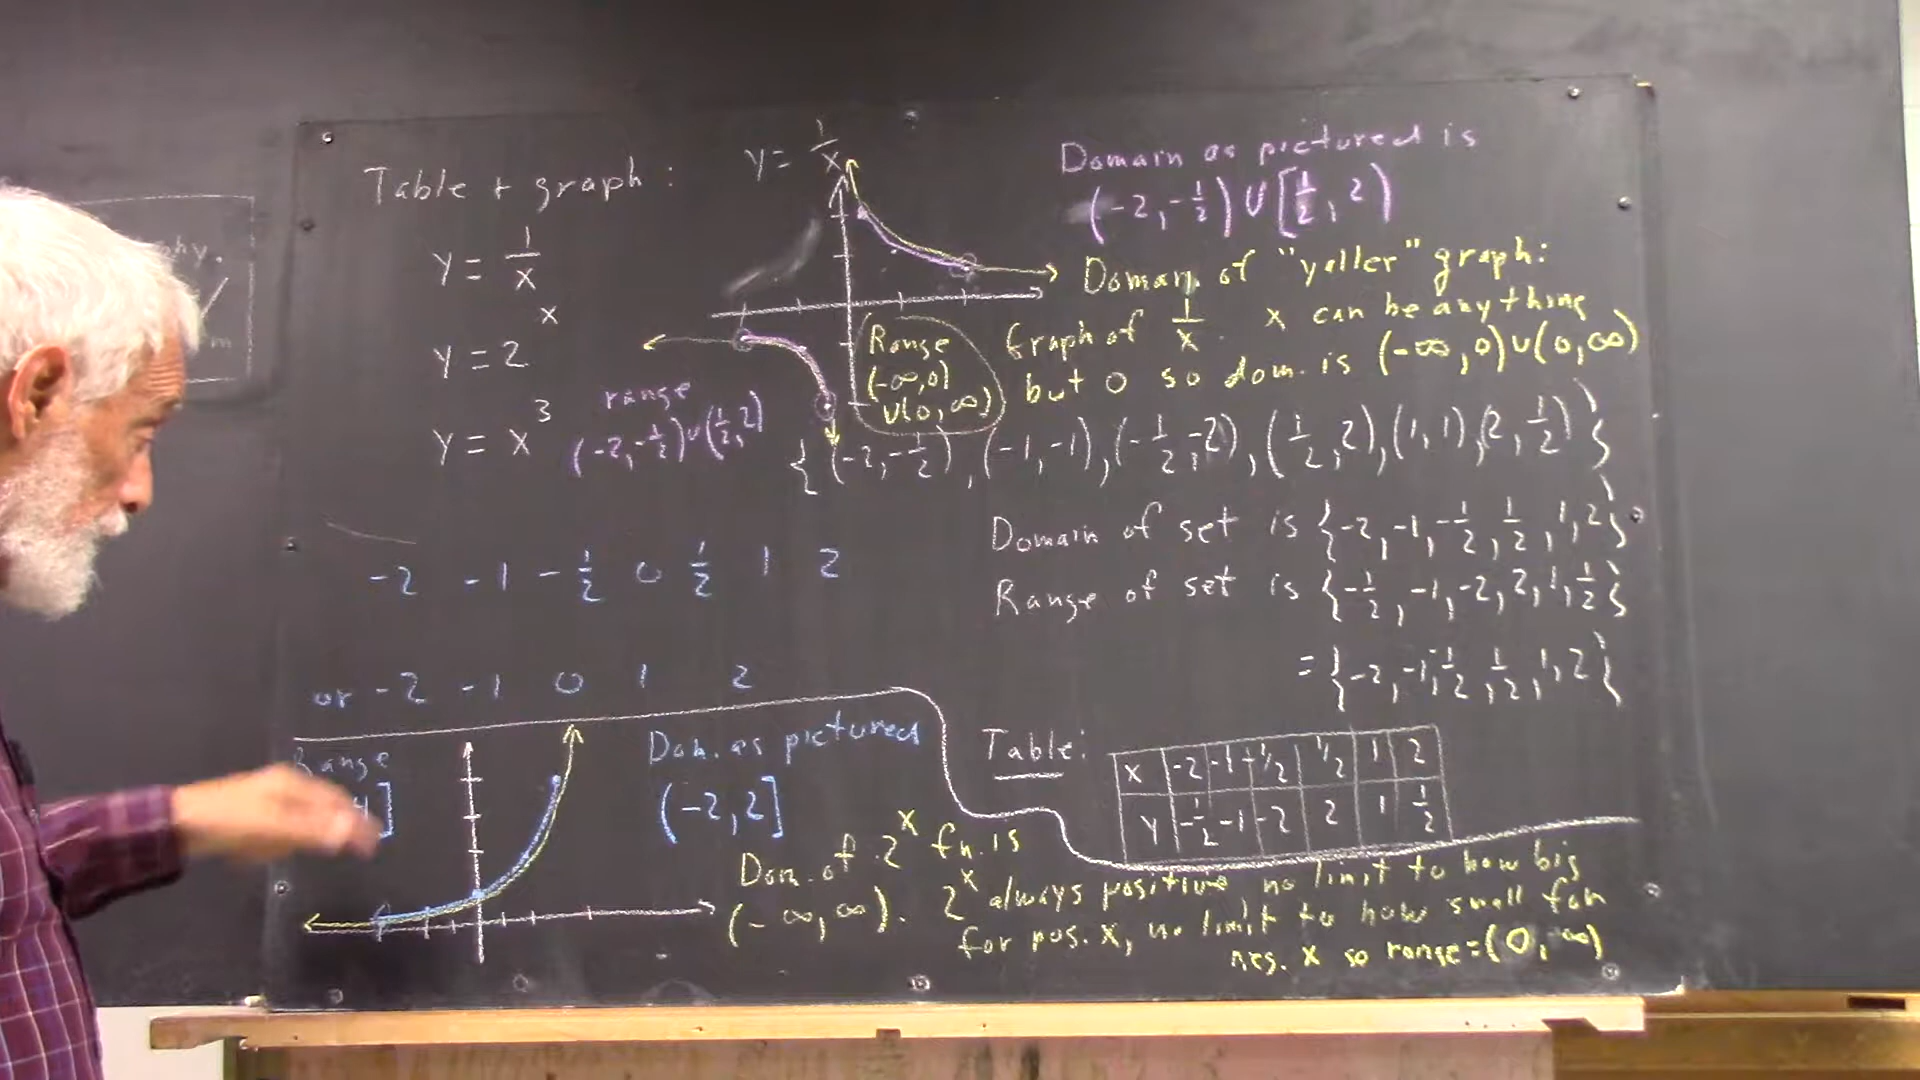 Table + graph:
y = 1/x
y = 2^x
y = x^3
-2 -1 -1/2 0 1/2 1 2
or -2 -1 0 1 2
y = 1/x
range
(-2,-1/2)∪(1/2,2)
Range
(-∞,0)
∪(0,∞)
Domain as pictured is
(-2,-1/2)∪[1/2,2)
Domain of "yeller" graph:
Graph of 1/x. x can be anything
but 0 so dom. is (-∞,0)∪(0,∞)
{(-2,-1/2),(-1,-1),(-1/2,-2),(1/2,2),(1,1),(2,1/2)}
Domain of set is {-2,-1,-1/2,1/2,1,2}
Range of set is {-1/2,-1,-2,2,1,1/2}
={-2,-1,-1/2,1/2,1,2}
Table:
x -2 -1 -1/2 1/2 1 2
y -1/2 -1 -2 2 1 1/2
Range
4]
Dom. as pictured
(-2,2]
Dom. of 2^x fn. is
(-∞,∞).
2^x always positive no limit to how big
for pos. x, no limit to how small for
neg. x so range=(0,∞)
hy.
m